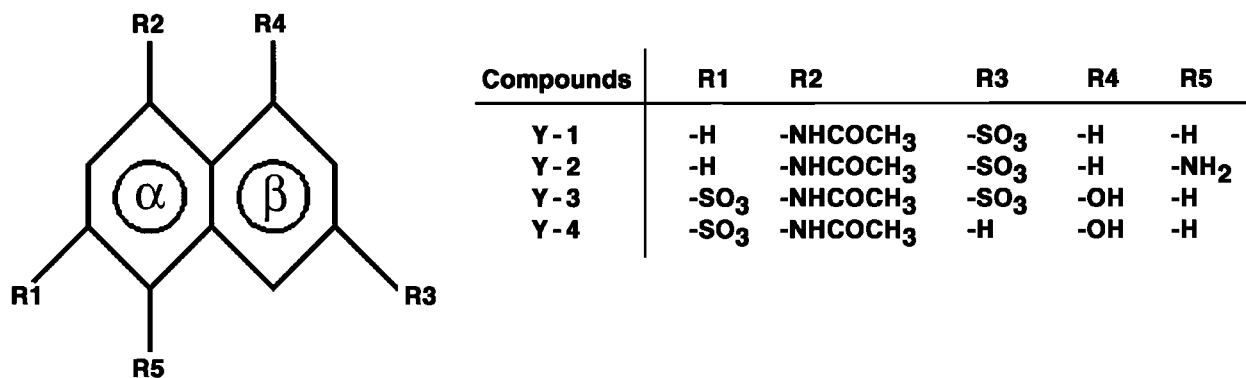 R2 R4
α β
R1 R3
R5
Compounds R1 R2 R3 R4 R5
Y-1 -H -NHCOCH₃ -SO₃ -H -H
Y-2 -H -NHCOCH₃ -SO₃ -H -NH₂
Y-3 -SO₃ -NHCOCH₃ -SO₃ -OH -H
Y-4 -SO₃ -NHCOCH₃ -H -OH -H